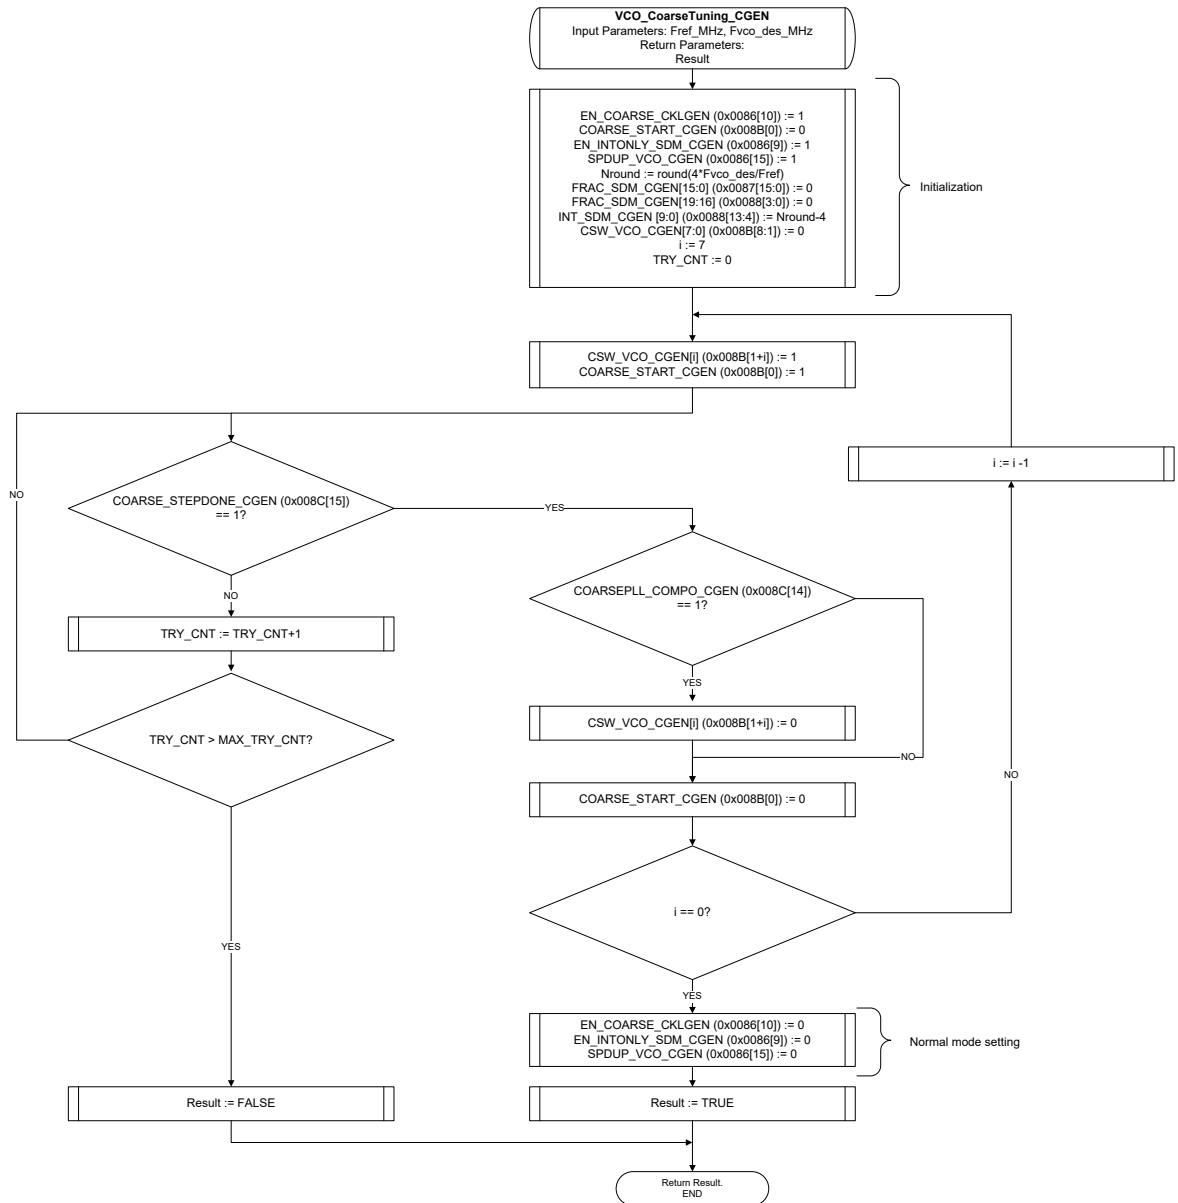 VCO_CoarseTuning_CGEN
Input Parameters: Fref_MHz, Fvco_des_MHz
Return Parameters:
Result
EN_COARSE_CKLGEN (0x0086[10]) := 1
COARSE_START_CGEN (0x008B[0]) := 0
EN_INTONLY_SDM_CGEN (0x0086[9]) := 1
SPDUP_VCO_CGEN (0x0086[15]) := 1
Nround := round(4*Fvco_des/Fref)
FRAC_SDM_CGEN[15:0] (0x0087[15:0]) := 0
FRAC_SDM_CGEN[19:16] (0x0088[3:0]) := 0
INT_SDM_CGEN [9:0] (0x0088[13:4]) := Nround-4
CSW_VCO_CGEN[7:0] (0x008B[8:1]) := 0
i := 7
TRY_CNT := 0
Initialization
CSW_VCO_CGEN[i] (0x008B[1+i]) := 1
COARSE_START_CGEN (0x008B[0]) := 1
i := i -1
NO
COARSE_STEPDONE_CGEN (0x008C[15])
== 1?
YES
COARSEPLL_COMPO_CGEN (0x008C[14])
== 1?
NO
TRY_CNT := TRY_CNT+1
YES
CSW_VCO_CGEN[i] (0x008B[1+i]) := 0
TRY_CNT > MAX_TRY_CNT?
NO
NO
COARSE_START_CGEN (0x008B[0]) := 0
i == 0?
YES
YES
EN_COARSE_CKLGEN (0x0086[10]) := 0
EN_INTONLY_SDM_CGEN (0x0086[9]) := 0
SPDUP_VCO_CGEN (0x0086[15]) := 0
Normal mode setting
Result := FALSE
Result := TRUE
Return Result.
END